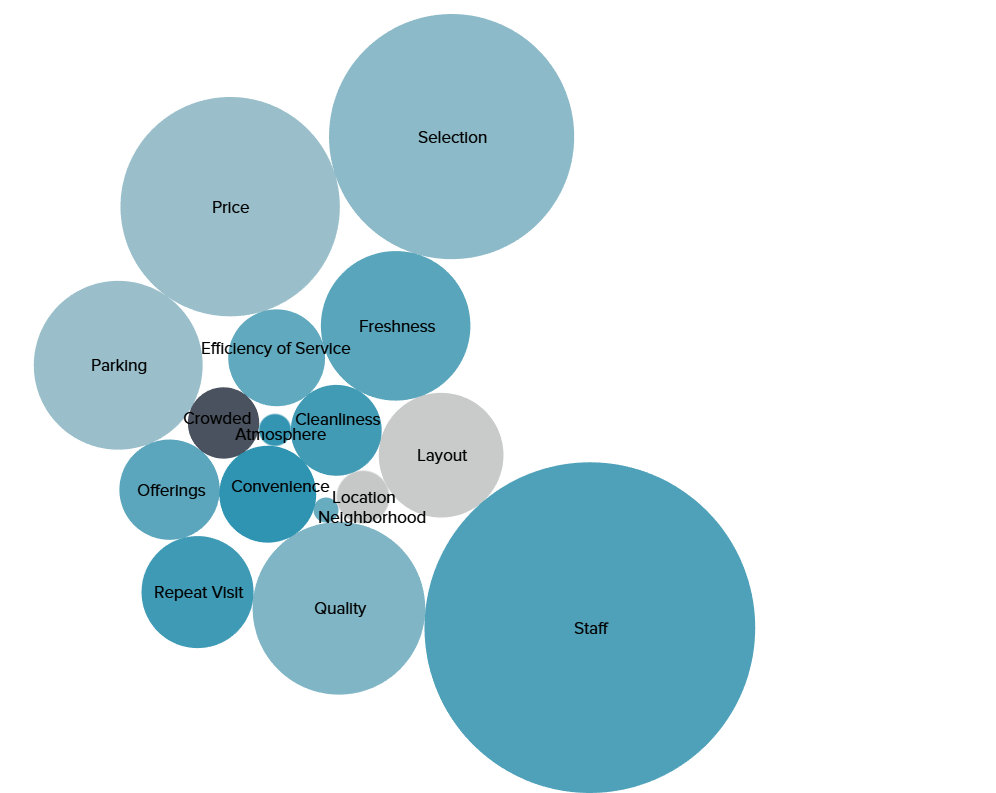 Selection
Price
Freshness
Efficiency of Service
Parking
Crowded
Cleanliness
Atmosphere
Layout
Convenience
Offerings
Location
Neighborhood
Repeat Visit
Quality
Staff